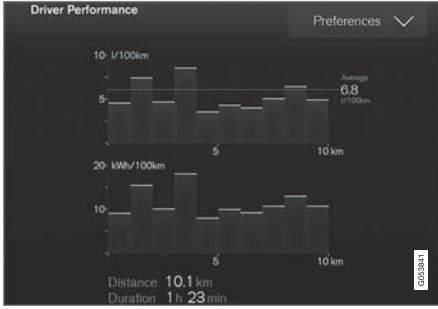 Driver Performance
Preferences
10- l/100km
Average
6.8
l/100km
5-
5
10 km
20- kWh/100km
10-
5
10 km
Distance 10.1 km
Duration 1 h 23 min
G053841